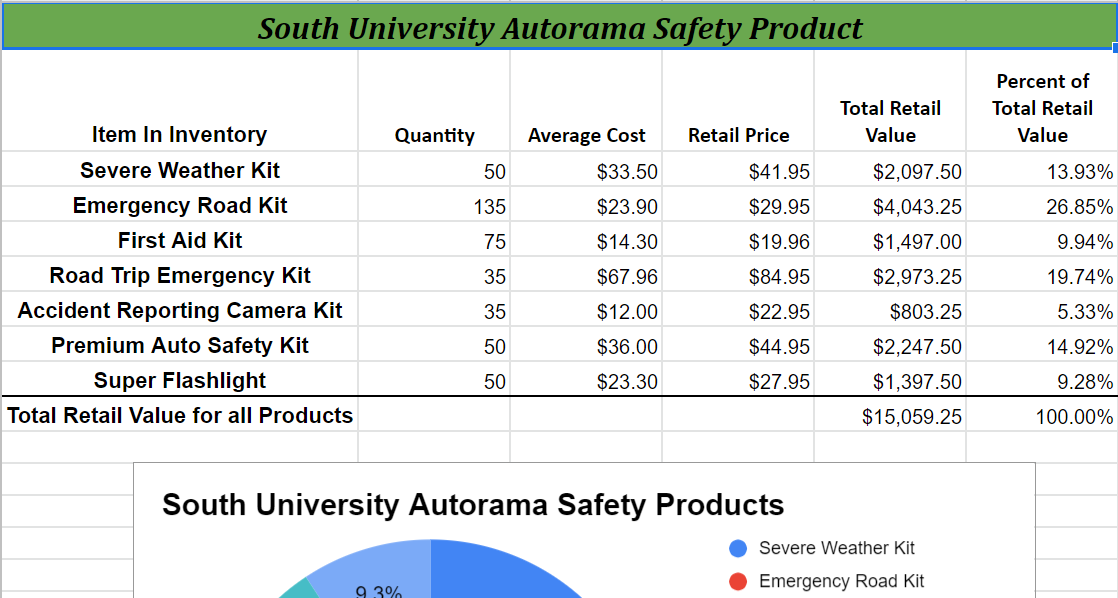 South University Autorama Safety Product
Item In Inventory Quantity Average Cost Retail Price Total Retail Value Percent of Total Retail Value
Severe Weather Kit 50 $33.50 $41.95 $2,097.50 13.93%
Emergency Road Kit 135 $23.90 $29.95 $4,043.25 26.85%
First Aid Kit 75 $14.30 $19.96 $1,497.00 9.94%
Road Trip Emergency Kit 35 $67.96 $84.95 $2,973.25 19.74%
Accident Reporting Camera Kit 35 $12.00 $22.95 $803.25 5.33%
Premium Auto Safety Kit 50 $36.00 $44.95 $2,247.50 14.92%
Super Flashlight 50 $23.30 $27.95 $1,397.50 9.28%
Total Retail Value for all Products $15,059.25 100.00%
South University Autorama Safety Products
Severe Weather Kit
Emergency Road Kit
9.3%